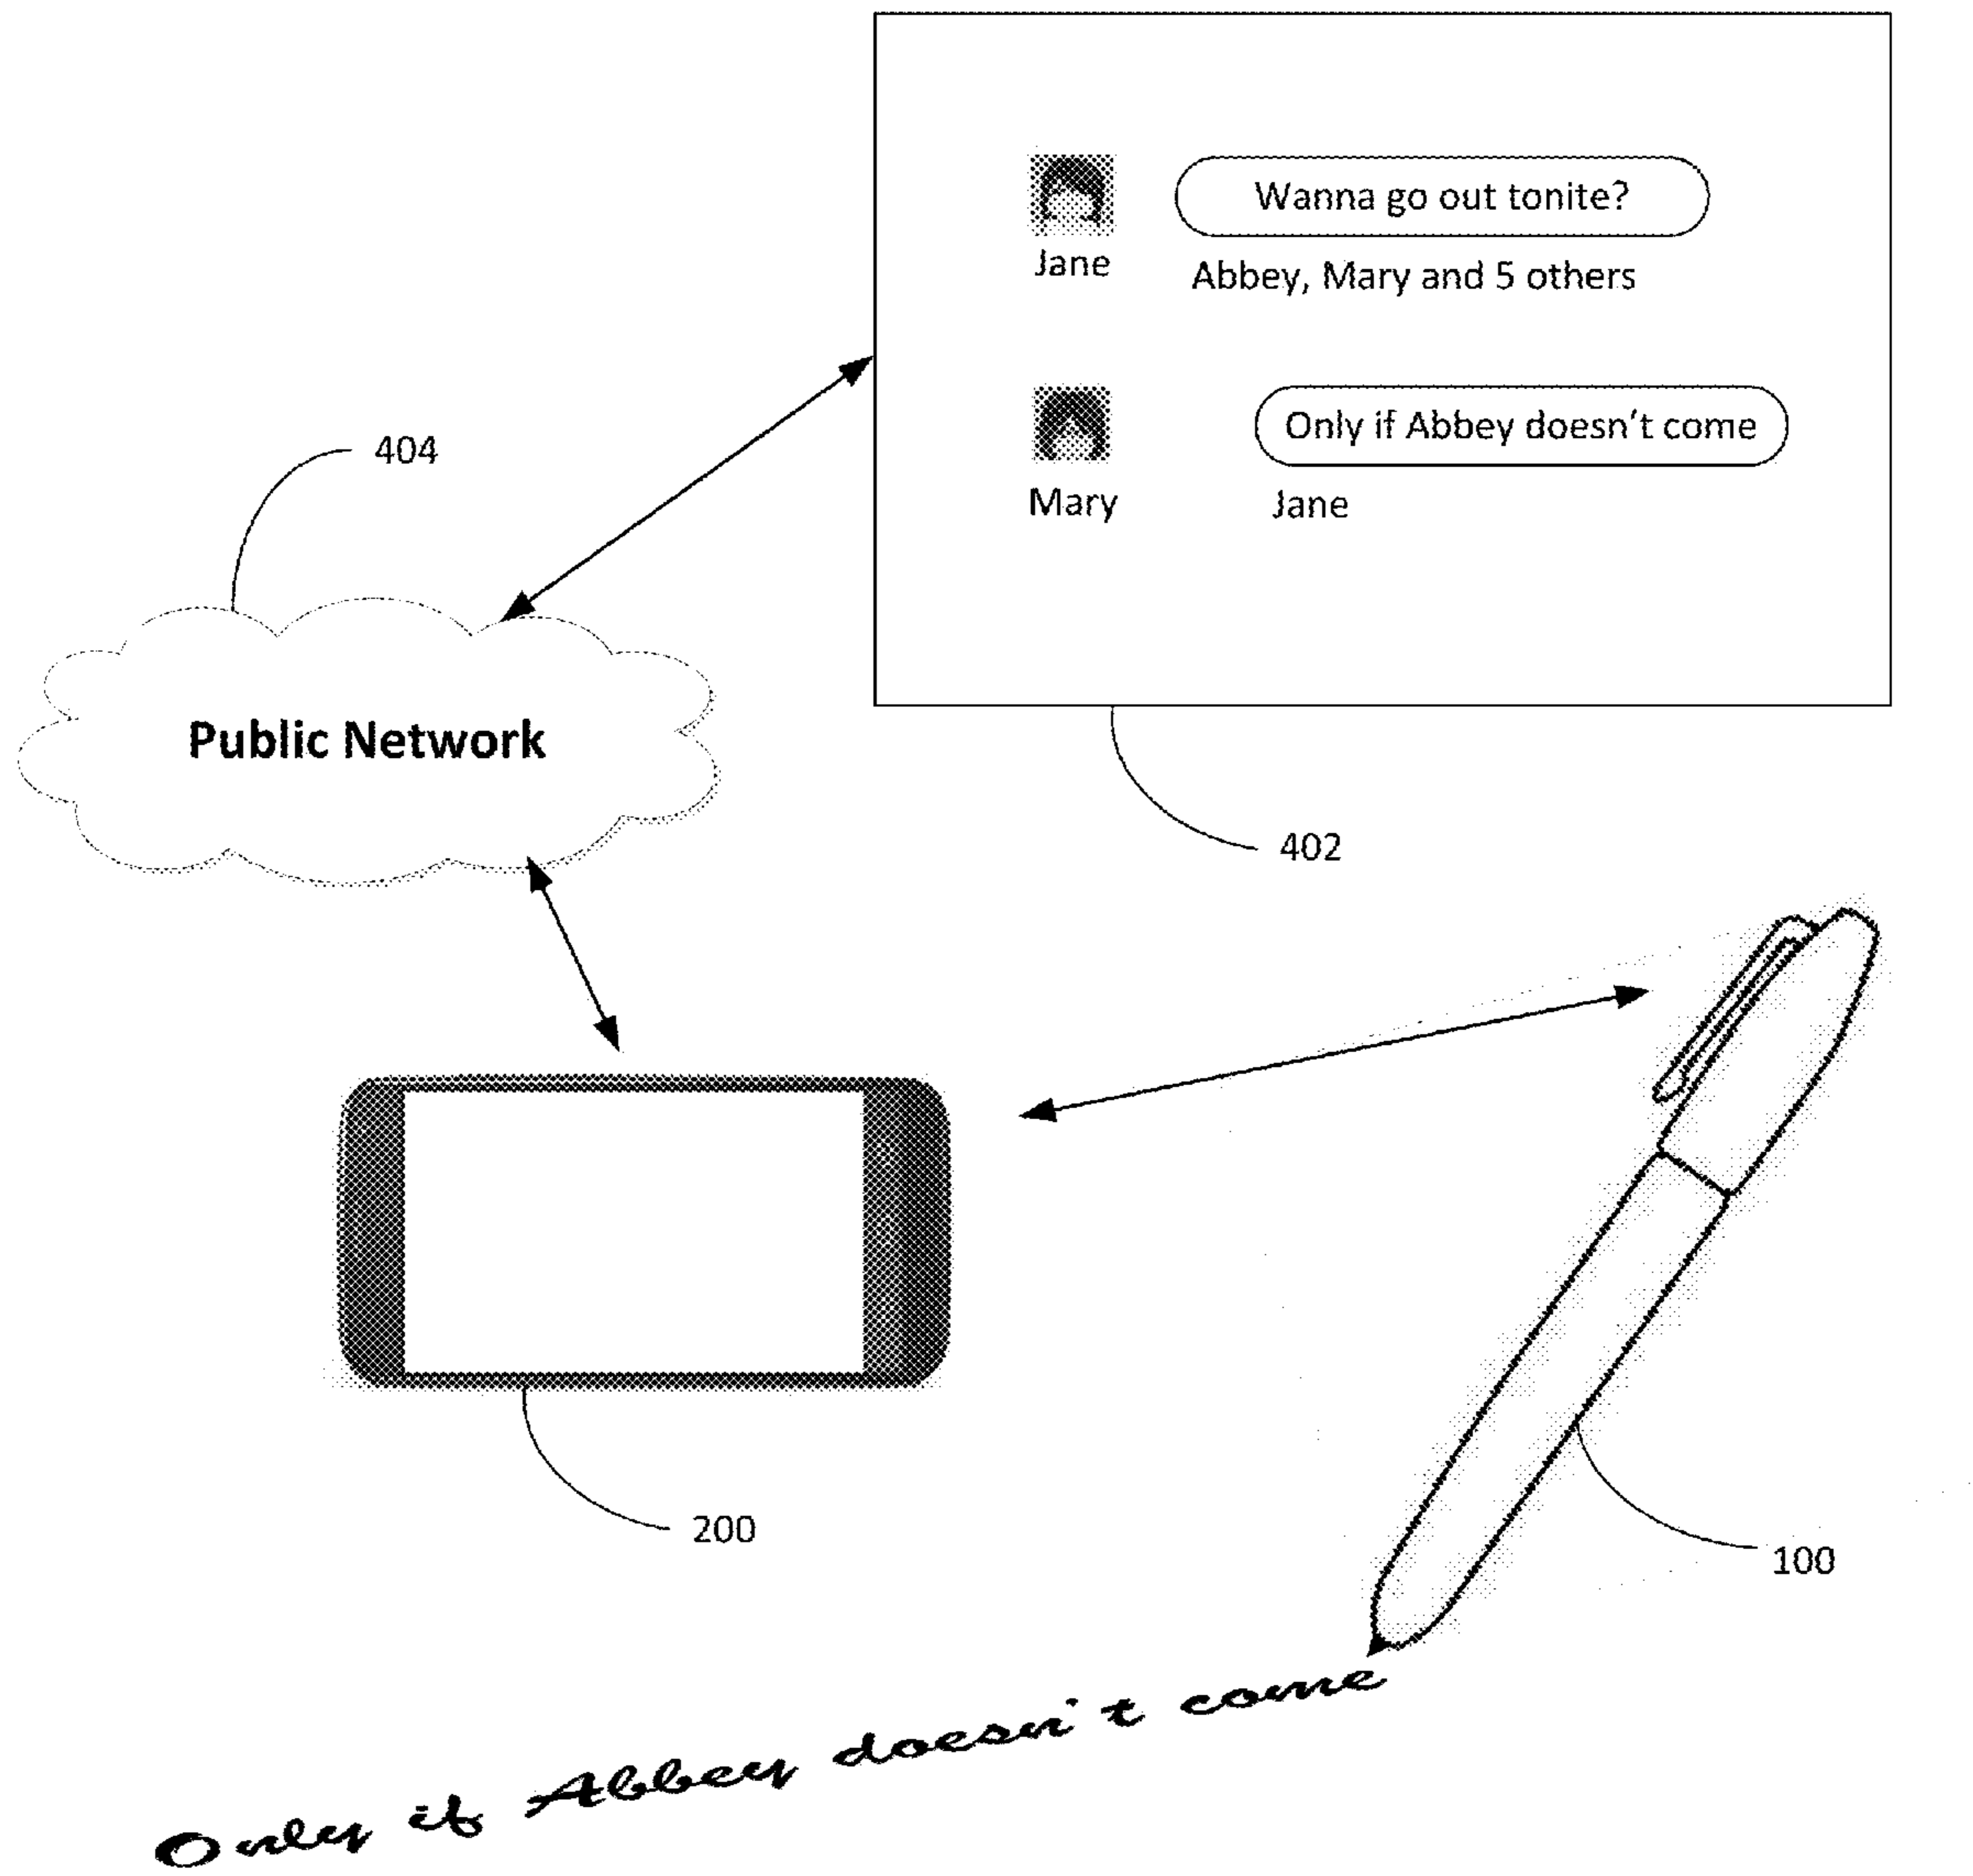 Wanna go out tonite?
Jane
Abbey, Mary and 5 others
Only if Abbey doesn't come
Mary
Jane
404
Public Network
402
200
100
Only if Abbey doesn't come